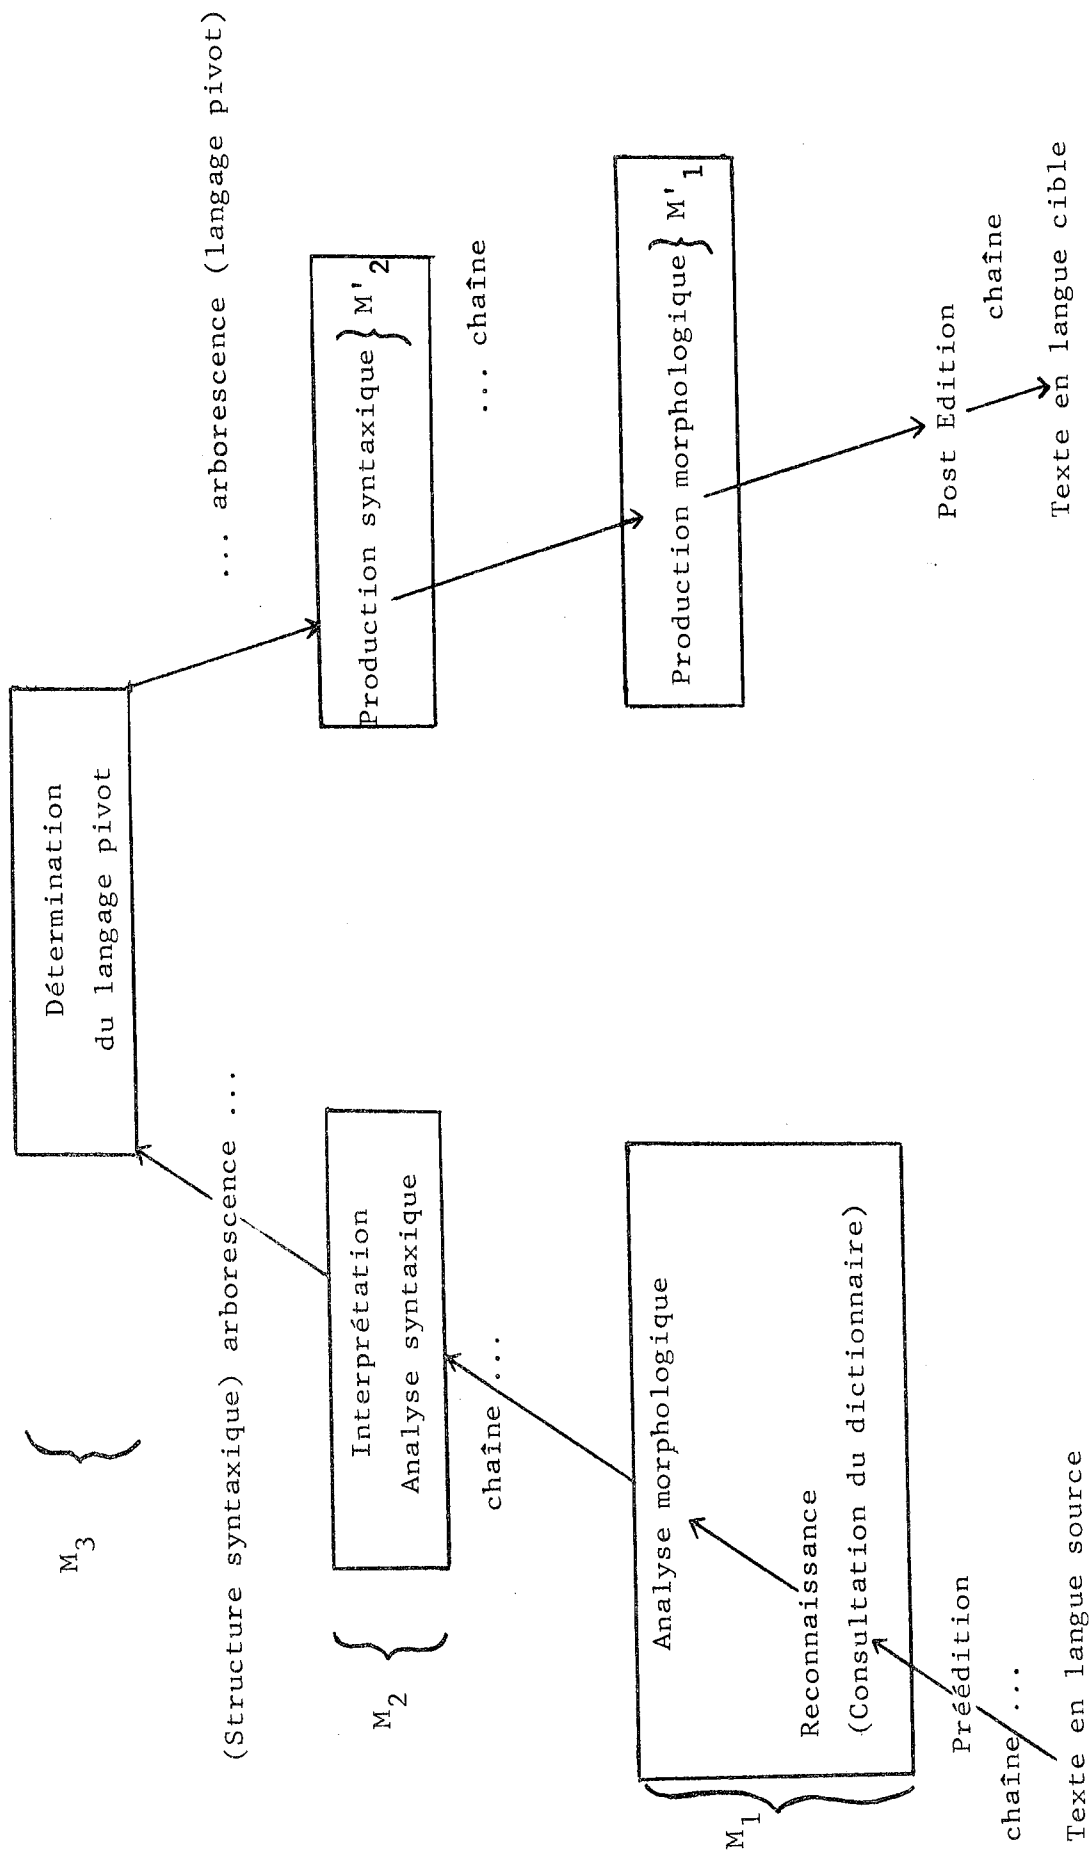 Détermination
du langage pivot
M3
(Structure syntaxique) arborescence ...
... arborescence (langage pivot)
Interprétation
Analyse syntaxique
M2
Production syntaxique } M'2
chaîne ...
... chaîne
Analyse morphologique
Reconnaissance
(Consultation du dictionnaire)
M1
Production morphologique } M'1
Préédition
chaîne ...
Texte en langue source
Post Edition
chaîne
Texte en langue cible